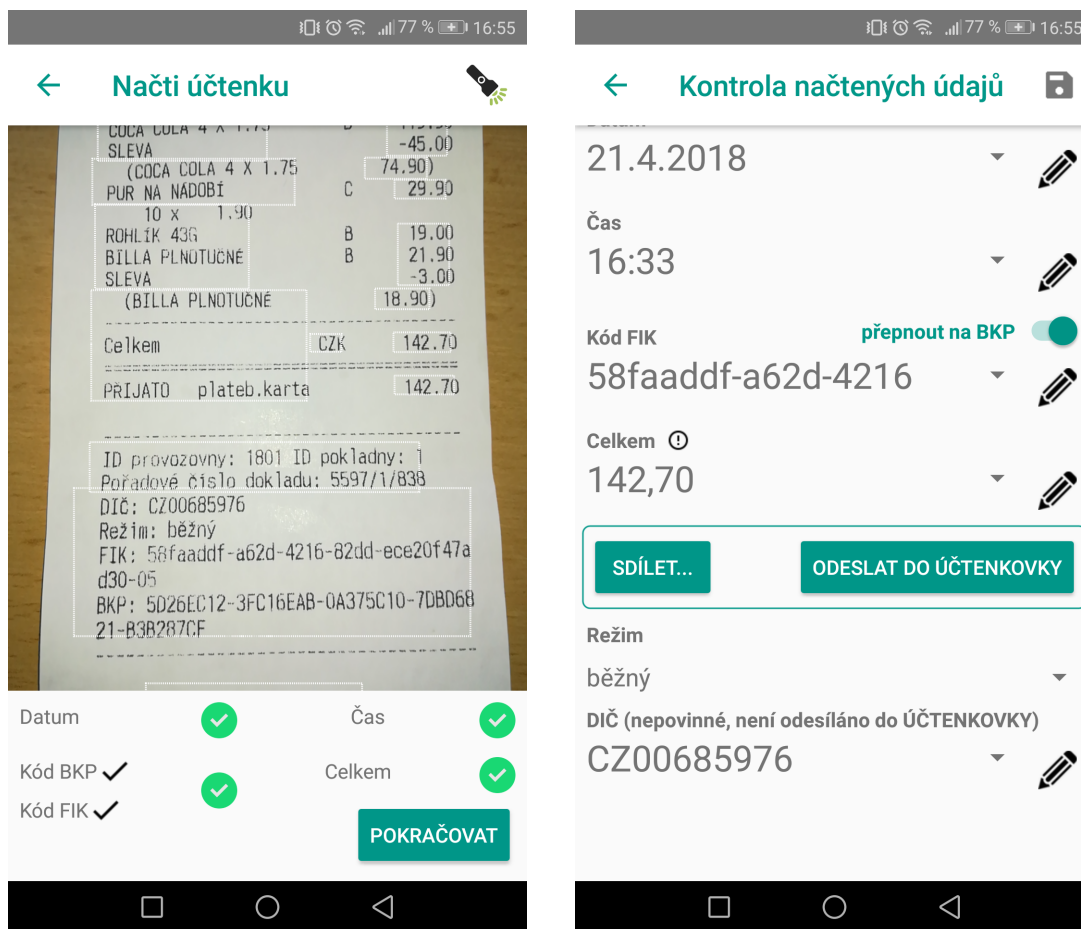 77 % 16:55
Načti účtenku
COCA COLA 4 X 1.75 B 119.90
SLEVA -45.00
(COCA COLA 4 X 1.75 74.90)
PUR NA NÁDOBÍ C 29.90
10 x 1.90
ROHLÍK 43G B 19.00
BILLA PLNOTUČNÉ B 21.90
SLEVA -3.00
(BILLA PLNOTUČNÉ 18.90)
Celkem CZK 142.70
PŘIJATO plateb.karta 142.70
ID provozovny: 1801 ID pokladny: 1
Pořadové číslo dokladu: 5597/1/838
DIČ: CZ00685976
Režim: běžný
FIK: 58faaddf-a62d-4216-82dd-ece20f47a
d30-05
BKP: 5D26EC12-3FC16EAB-0A375C10-7DBD68
21-B3B287CF
Datum Čas
Kód BKP Celkem
Kód FIK
POKRAČOVAT
77 % 16:55
Kontrola načtených údajů
Datum
21.4.2018
Čas
16:33
Kód FIK přepnout na BKP
58faaddf-a62d-4216
Celkem
142,70
SDÍLET... ODESLAT DO ÚČTENKOVKY
Režim
běžný
DIČ (nepovinné, není odesíláno do ÚČTENKOVKY)
CZ00685976